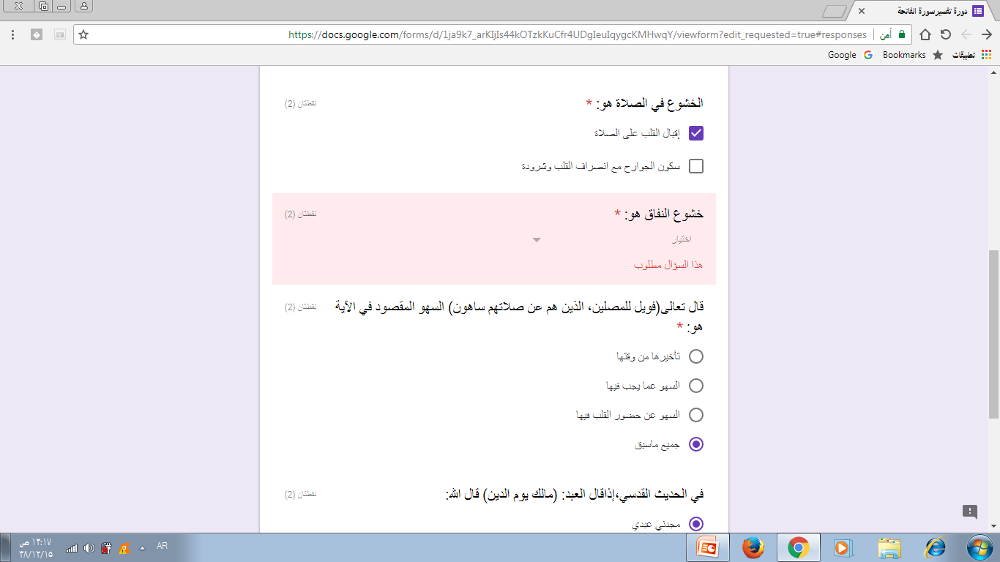 دورة تفسيرسورة الفاتحة
https://docs.google.com/forms/d/1ja9k7_arKIjIs44kOTzkKuCfr4UDgIeuIqygcKMHwqY/viewform?edit_requested=true#responses
آمن
تطبيقات
Bookmarks
Google
الخشوع في الصلاة هو: *
نقطتان (2)
إقبال القلب على الصلاة
سكون الجوارح مع انصراف القلب وشرودة
خشوع النفاق هو: *
نقطتان (2)
اختيار
هذا السؤال مطلوب
قال تعالى(فويل للمصلين، الذين هم عن صلاتهم ساهون) السهو المقصود في الآية
هو: *
نقطتان (2)
تأخيرها من وقتها
السهو عما يجب فيها
السهو عن حضور القلب فيها
جميع ماسبق
في الحديث القدسي،إذاقال العبد: (مالك يوم الدين) قال الله:
نقطتان (2)
مجدني عبدي
AR
١٢:١٧ ص
٣٨/١٢/١٥